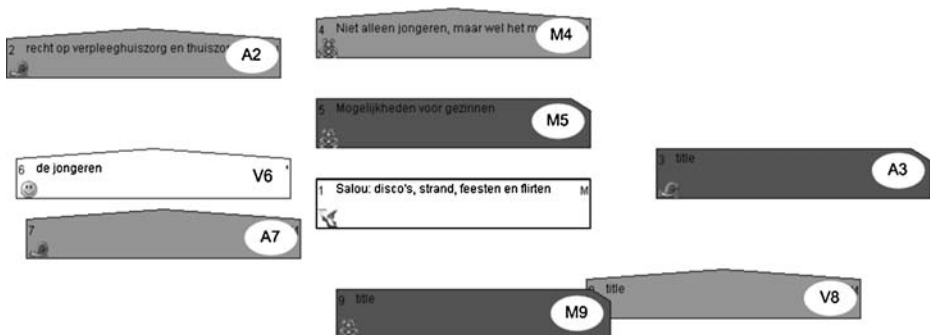 2 recht op verpleeghuiszorg en thuiszo
A2
4 Niet alleen jongeren, maar wel het m
M4
5 Mogelijkheden voor gezinnen
M5
6 de jongeren
V6
1 Salou: disco's, strand, feesten en flirten M
3 title
A3
7
A7
title
V8
9 title
M9